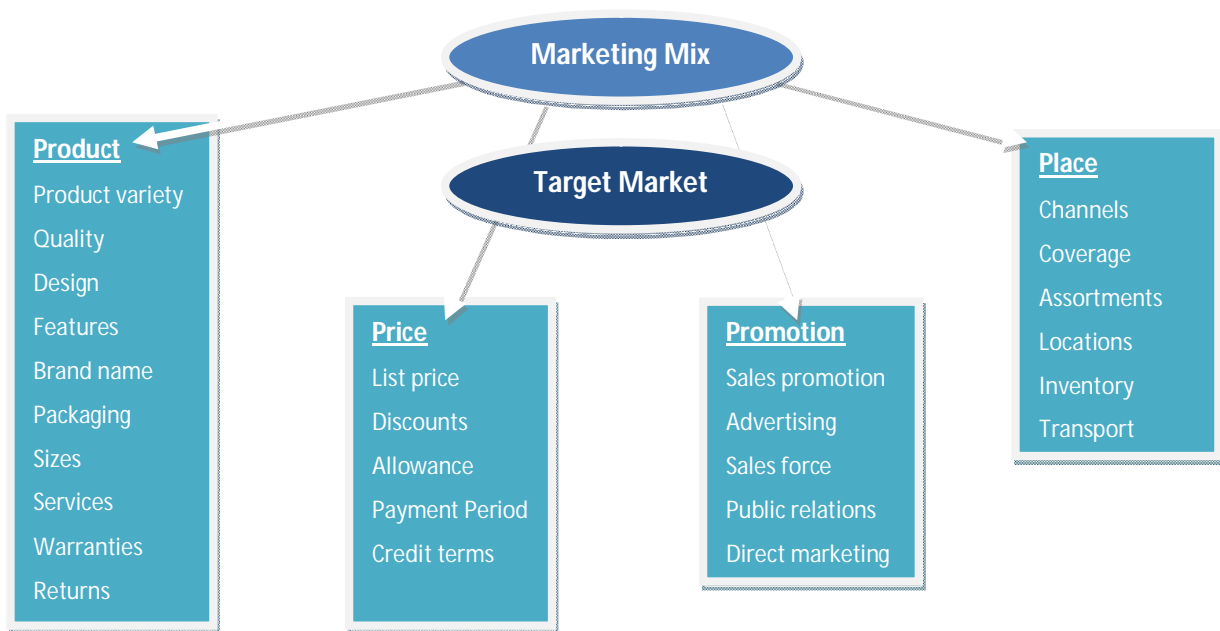 Marketing Mix
Target Market
Product
Product variety
Quality
Design
Features
Brand name
Packaging
Sizes
Services
Warranties
Returns
Price
List price
Discounts
Allowance
Payment Period
Credit terms
Promotion
Sales promotion
Advertising
Sales force
Public relations
Direct marketing
Place
Channels
Coverage
Assortments
Locations
Inventory
Transport